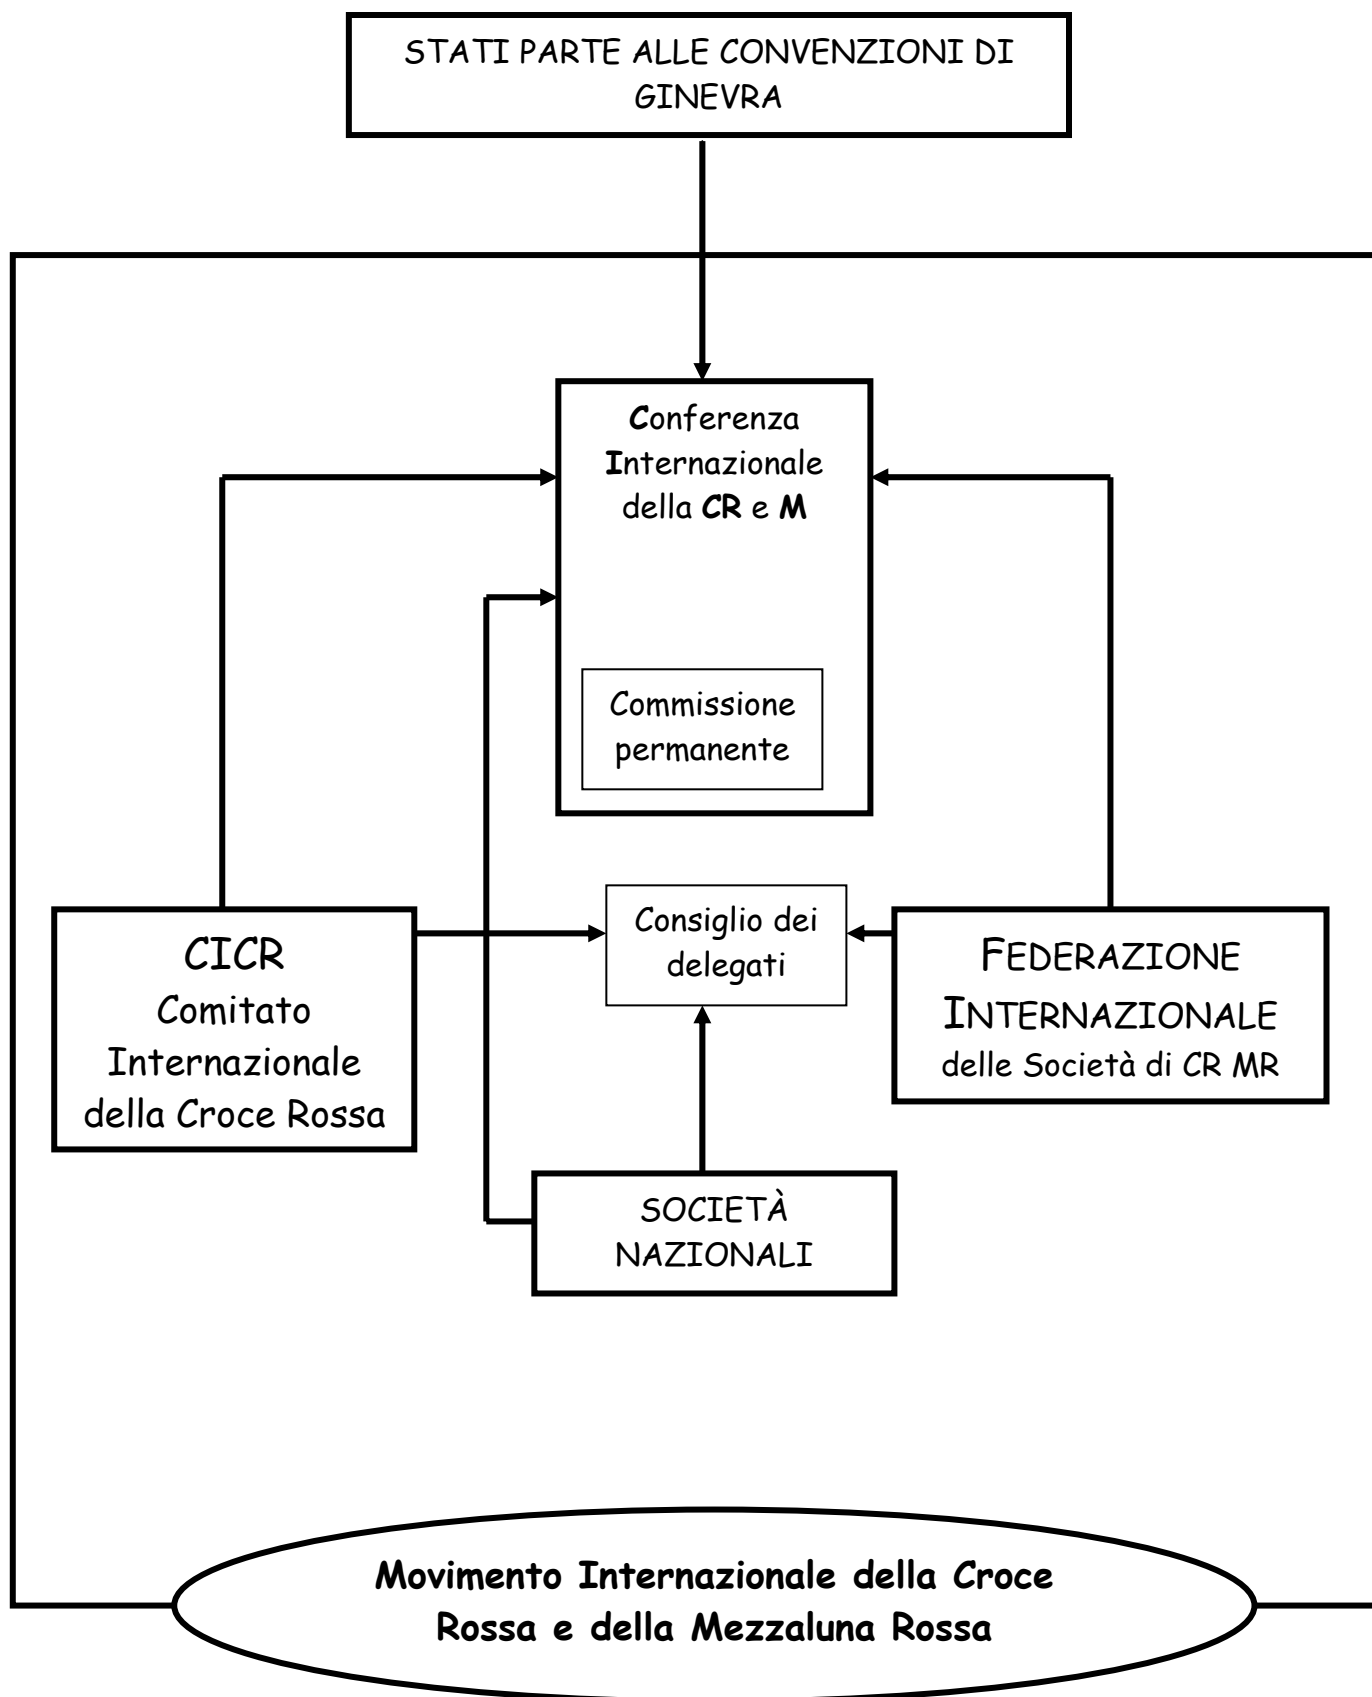 STATI PARTE ALLE CONVENZIONI DI
GINEVRA
Conferenza
Internazionale
della CR e M
Commissione
permanente
Consiglio dei
delegati
CICR
Comitato
Internazionale
della Croce Rossa
FEDERAZIONE
INTERNAZIONALE
delle Società di CR MR
SOCIETÀ
NAZIONALI
Movimento Internazionale della Croce
Rossa e della Mezzaluna Rossa